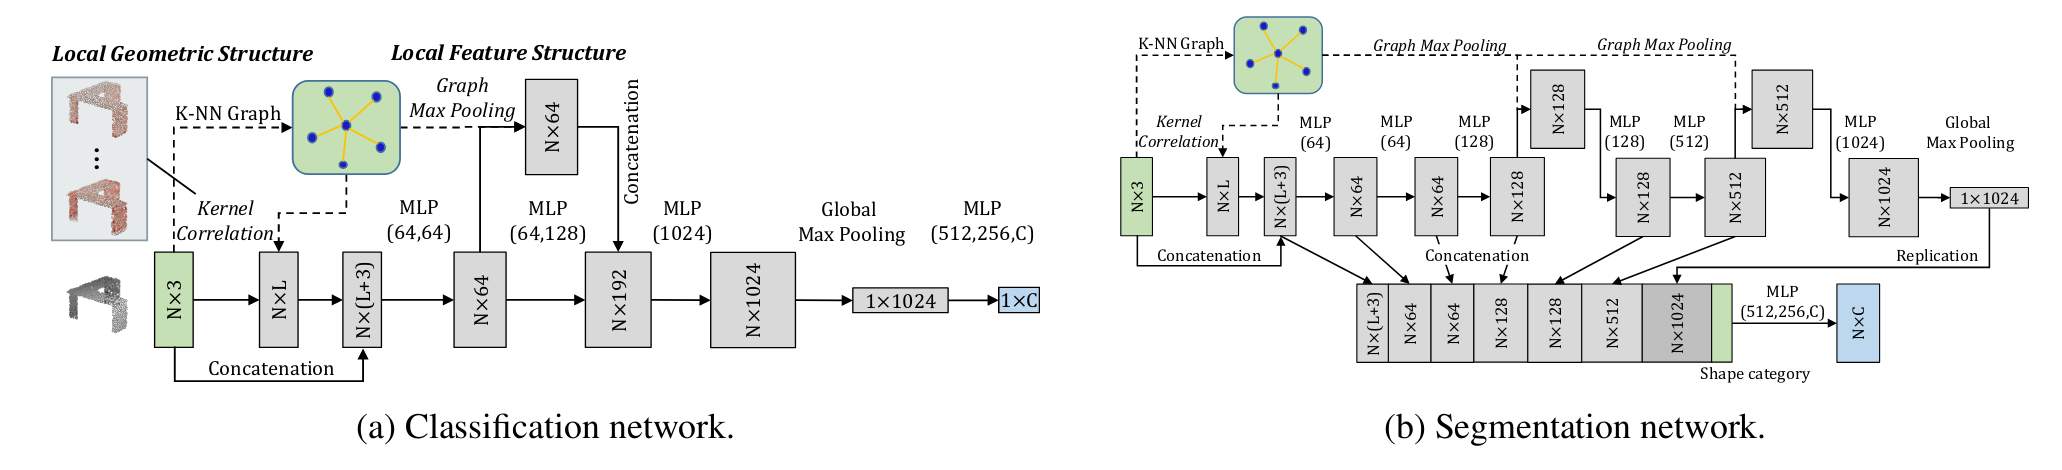 Local Geometric Structure
Local Feature Structure
K-NN Graph
Graph
Max Pooling
N×64
Concatenation
Kernel
Correlation
MLP
(64,64)
MLP
(64,128)
MLP
(1024)
Global
Max Pooling
MLP
(512,256,C)
N×3
N×L
N×(L+3)
N×64
N×192
N×1024
1×1024
1×C
Concatenation
(a) Classification network.
K-NN Graph
Graph Max Pooling
Graph Max Pooling
N×128
N×512
Kernel
Correlation
MLP
(64)
MLP
(64)
MLP
(128)
MLP
(128)
MLP
(512)
MLP
(1024)
Global
Max Pooling
N×3
N×L
N×(L+3)
N×64
N×64
N×128
N×128
N×512
N×1024
1×1024
Concatenation
Concatenation
Replication
N×(L+3)
N×64
N×64
N×128
N×128
N×512
N×1024
MLP
(512,256,C)
N×C
Shape category
(b) Segmentation network.